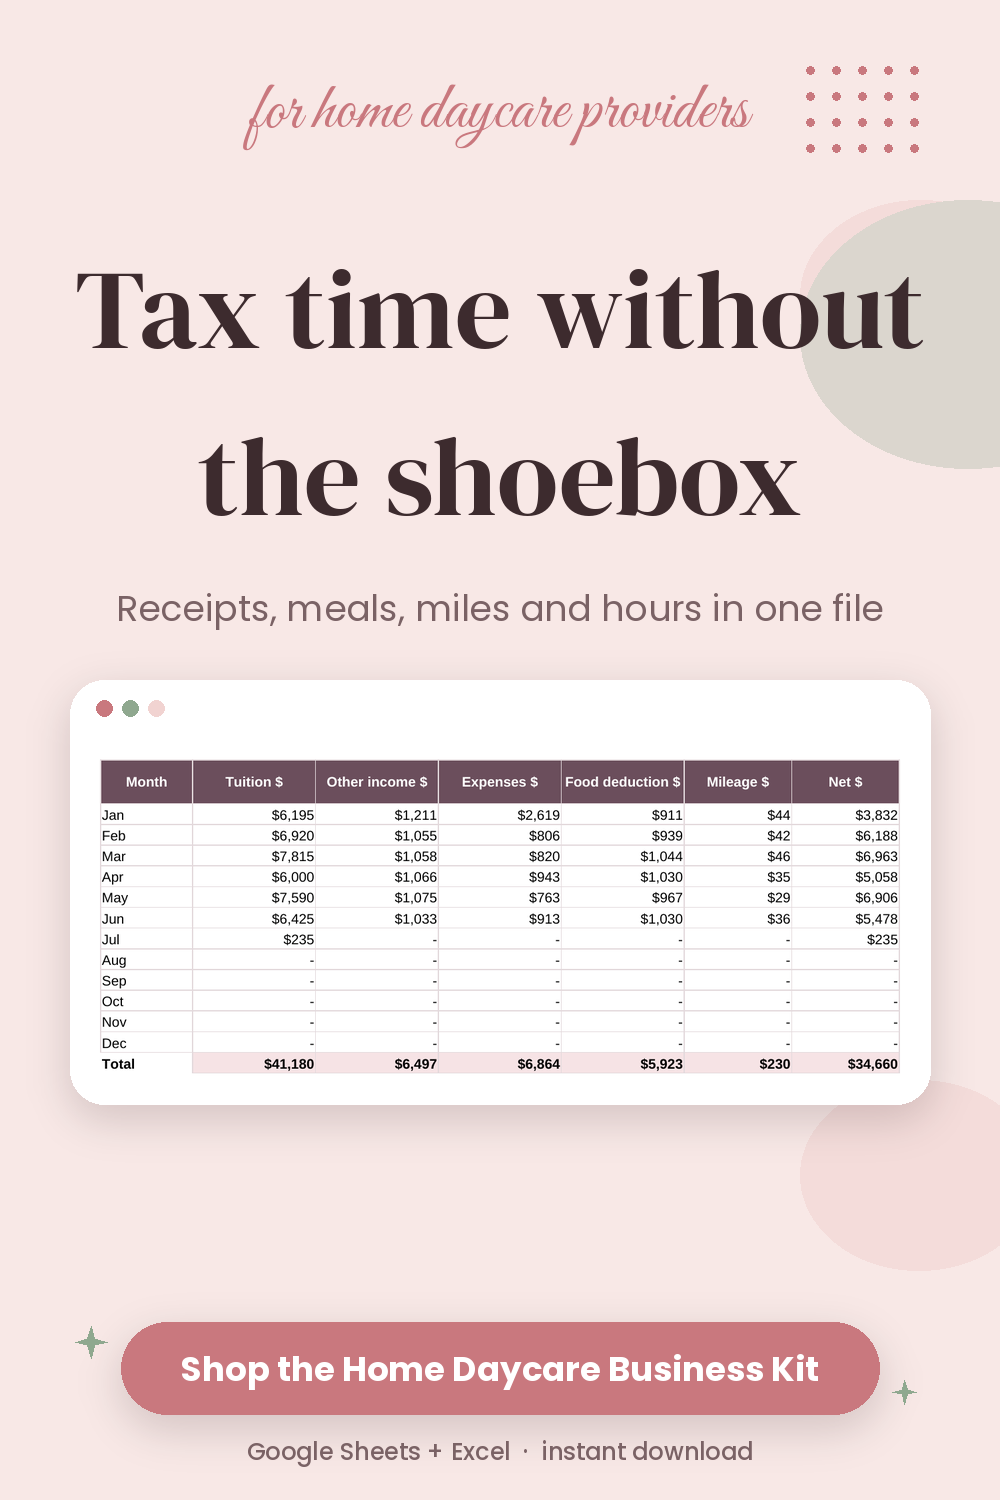 for home daycare providers
Tax time without
the shoebox
Receipts, meals, miles and hours in one file
Month Tuition $ Other income $ Expenses $ Food deduction $ Mileage $ Net $
Jan $6,195 $1,211 $2,619 $911 $44 $3,832
Feb $6,920 $1,055 $806 $939 $42 $6,188
Mar $7,815 $1,058 $820 $1,044 $46 $6,963
Apr $6,000 $1,066 $943 $1,030 $35 $5,058
May $7,590 $1,075 $763 $967 $29 $6,906
Jun $6,425 $1,033 $913 $1,030 $36 $5,478
Jul $235 - - - - $235
Aug - - - - - -
Sep - - - - - -
Oct - - - - - -
Nov - - - - - -
Dec - - - - - -
Total $41,180 $6,497 $6,864 $5,923 $230 $34,660
Shop the Home Daycare Business Kit
Google Sheets + Excel · instant download